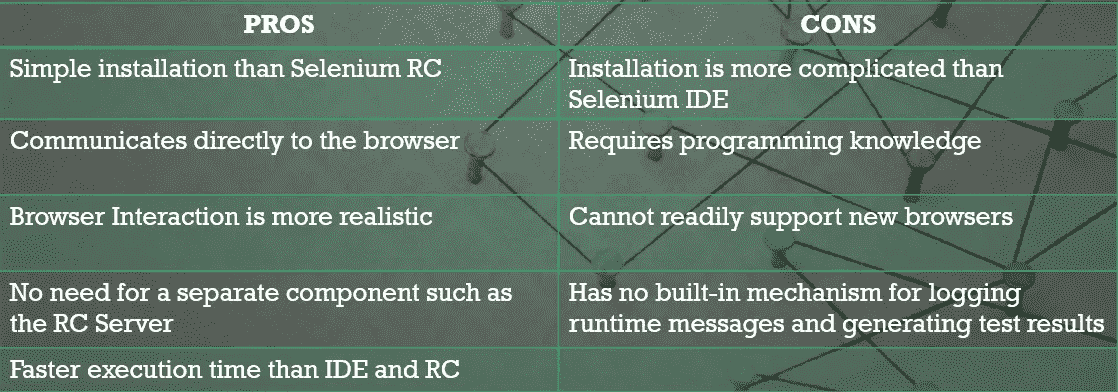 PROS
CONS
Simple installation than Selenium RC
Installation is more complicated than
Selenium IDE
Communicates directly to the browser
Requires programming knowledge
Browser Interaction is more realistic
Cannot readily support new browsers
No need for a separate component such as
the RC Server
Has no built-in mechanism for logging
runtime messages and generating test results
Faster execution time than IDE and RC